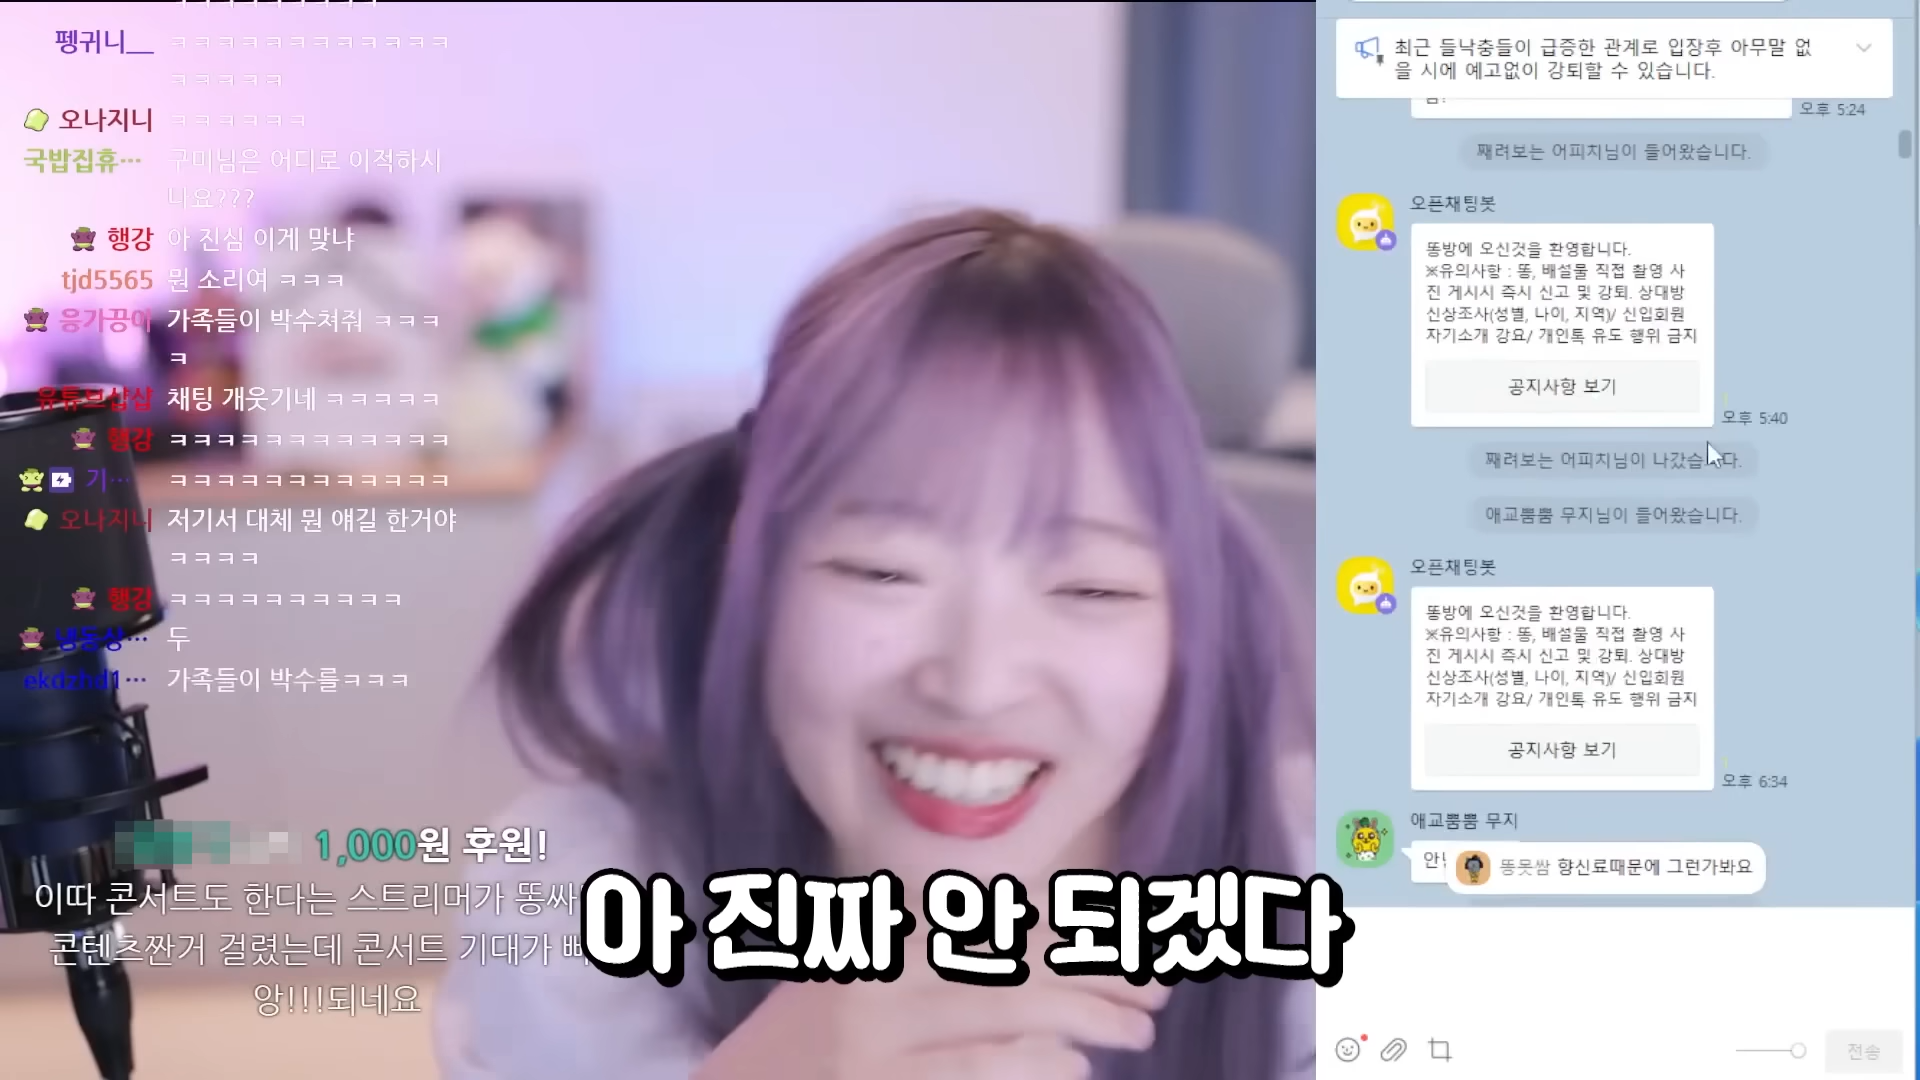 펭귀니__ ㅋㅋㅋㅋㅋㅋㅋㅋㅋㅋㅋㅋ
ㅋㅋㅋㅋㅋ
오나지니 ㅋㅋㅋㅋㅋㅋ
국밥집휴… 구미님은 어디로 이적하시
니요???
행강 아 진심 이게 맞냐
tjd5565 뭔 소리여 ㅋㅋㅋ
응가끙아 가족들이 박수쳐줘 ㅋㅋㅋ
ㅋ
유튜브삽삽 채팅 개웃기네 ㅋㅋㅋㅋㅋ
행강 ㅋㅋㅋㅋㅋㅋㅋㅋㅋㅋㅋㅋ
기… ㅋㅋㅋㅋㅋㅋㅋㅋㅋㅋㅋㅋ
오나지니 저기서 대체 뭔 얘길 한거야
ㅋㅋㅋㅋ
행강 ㅋㅋㅋㅋㅋㅋㅋㅋㅋㅋ
냉동상… 두
ekdzhd1… 가족들이 박수를ㅋㅋㅋ
1,000원 후원!
이따 콘서트도 한다는 스트리머가 똥싸
콘텐츠짠거 걸렸는데 콘서트 기대가 빠
앙!!!되네요
아 진짜 안 되겠다
최근 들낙충들이 급증한 관계로 입장후 아무말 없
을 시에 예고없이 강퇴할 수 있습니다.
오후 5:24
째려보는 어피치님이 들어왔습니다.
오픈채팅봇
똥방에 오신것을 환영합니다.
※유의사항 : 똥, 배설물 직접 촬영 사
진 게시시 즉시 신고 및 강퇴. 상대방
신상조사(성별, 나이, 지역)/ 신입회원
자기소개 강요/ 개인톡 유도 행위 금지
공지사항 보기
오후 5:40
째려보는 어피치님이 나갔습니다.
애교뿜뿜 무지님이 들어왔습니다.
오픈채팅봇
똥방에 오신것을 환영합니다.
※유의사항 : 똥, 배설물 직접 촬영 사
진 게시시 즉시 신고 및 강퇴. 상대방
신상조사(성별, 나이, 지역)/ 신입회원
자기소개 강요/ 개인톡 유도 행위 금지
공지사항 보기
오후 6:34
애교뿜뿜 무지
똥못쌈 향신료때문에 그런가봐요
전송